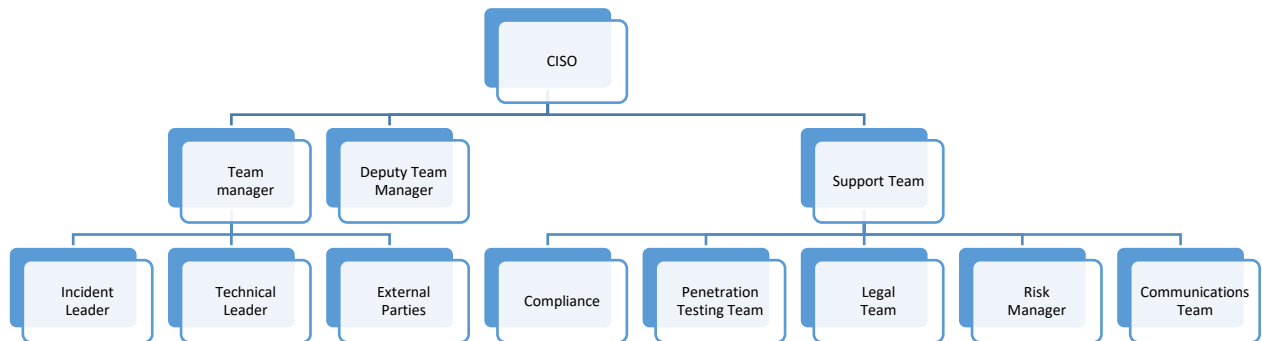 CISO
Team
manager
Deputy Team
Manager
Support Team
Incident
Leader
Technical
Leader
External
Parties
Compliance
Penetration
Testing Team
Legal
Team
Risk
Manager
Communications
Team